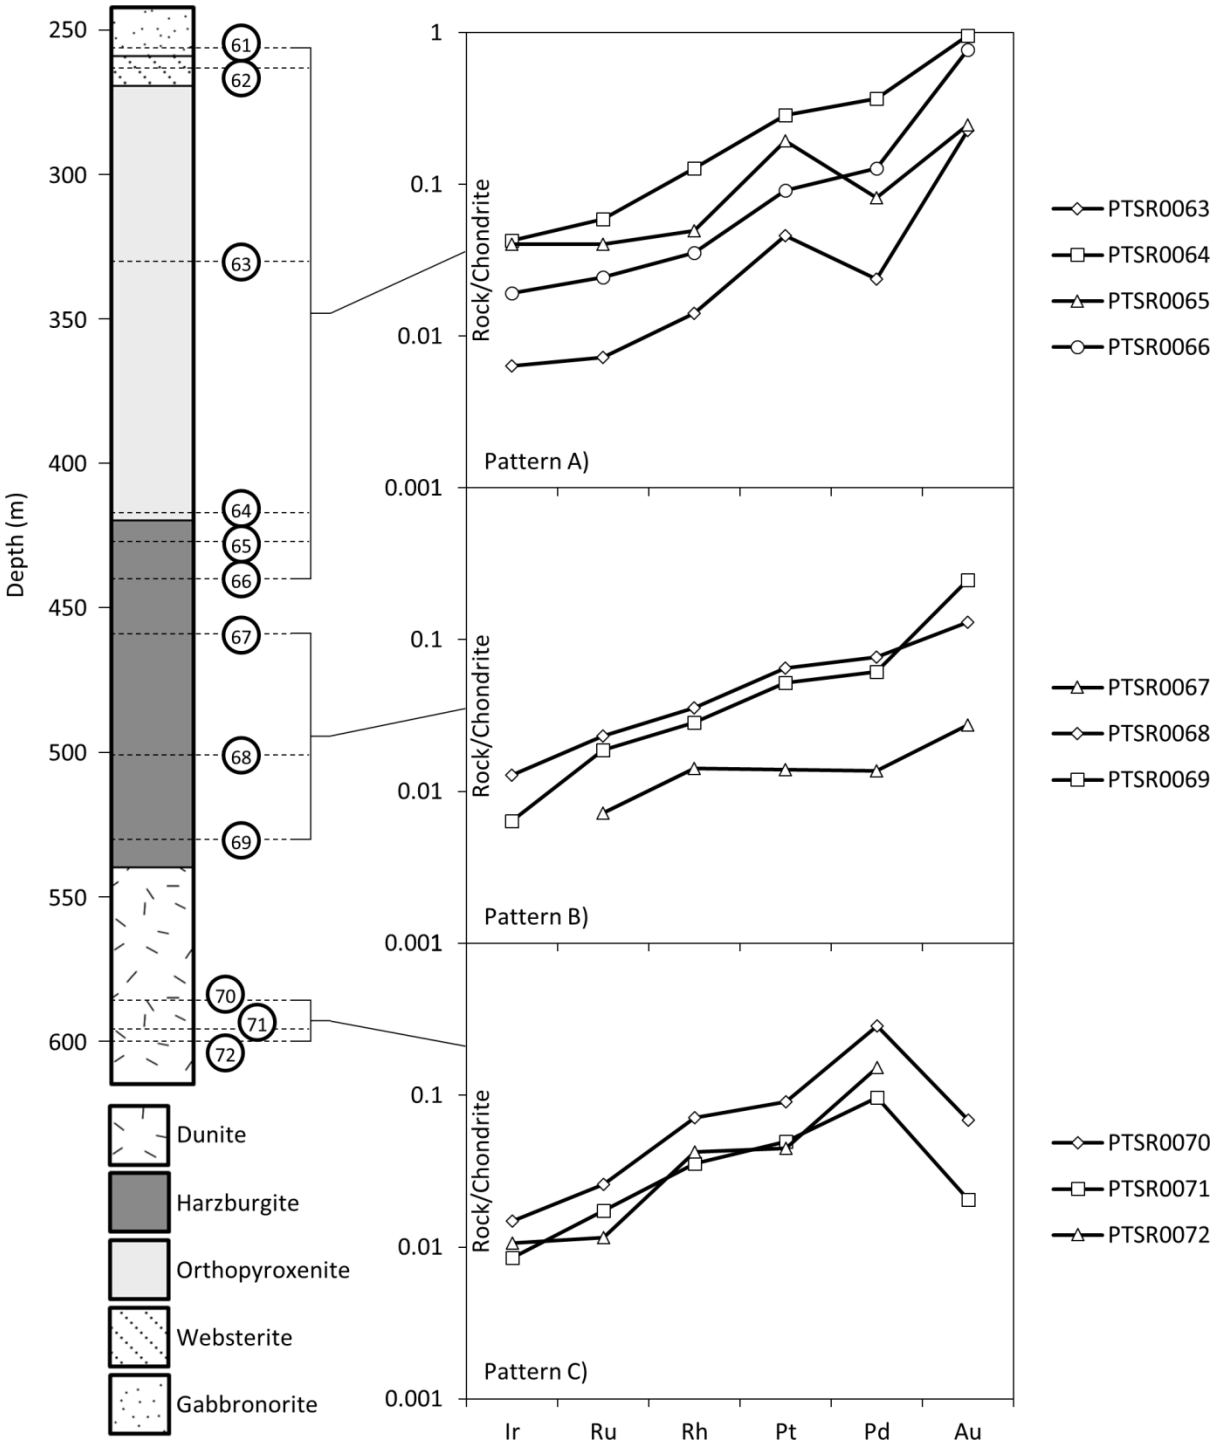 Depth (m)
250
300
350
400
450
500
550
600
61
62
63
64
65
66
67
68
69
70
71
72
Dunite
Harzburgite
Orthopyroxenite
Websterite
Gabbronorite
1
0.1
0.01
0.001
Rock/Chondrite
Pattern A)
PTSR0063
PTSR0064
PTSR0065
PTSR0066
0.1
0.01
0.001
Rock/Chondrite
Pattern B)
PTSR0067
PTSR0068
PTSR0069
0.1
0.01
0.001
Rock/Chondrite
Pattern C)
PTSR0070
PTSR0071
PTSR0072
Ir Ru Rh Pt Pd Au